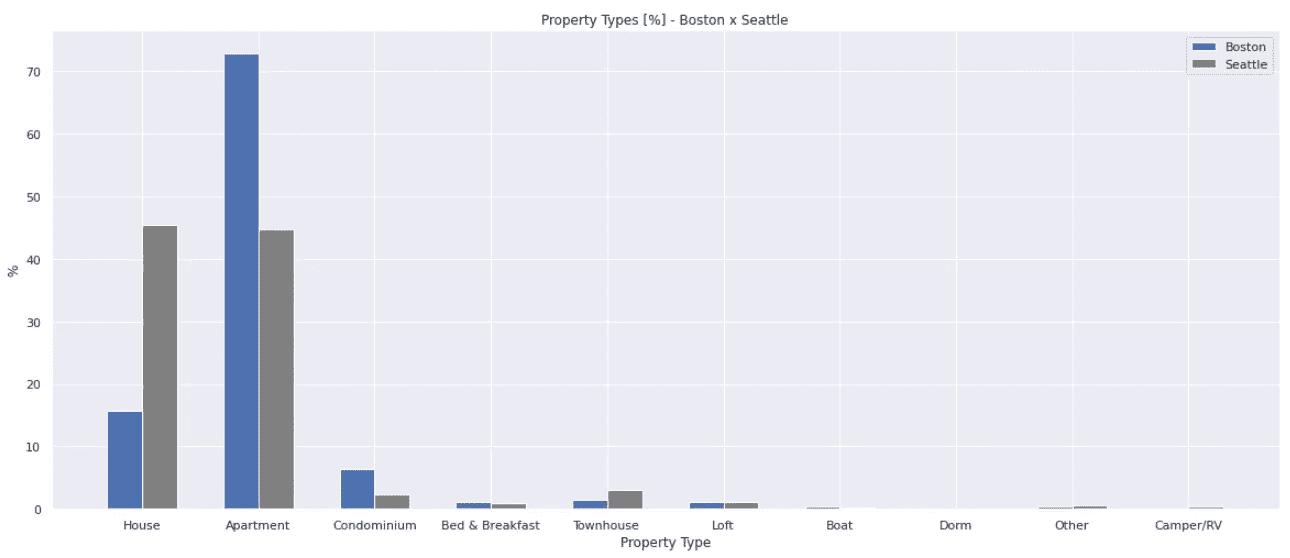 Property Types [%] - Boston x Seattle
Boston
Seattle
70
60
50
40
30
20
10
0
%
House Apartment Condominium Bed & Breakfast Townhouse Loft Boat Dorm Other Camper/RV
Property Type